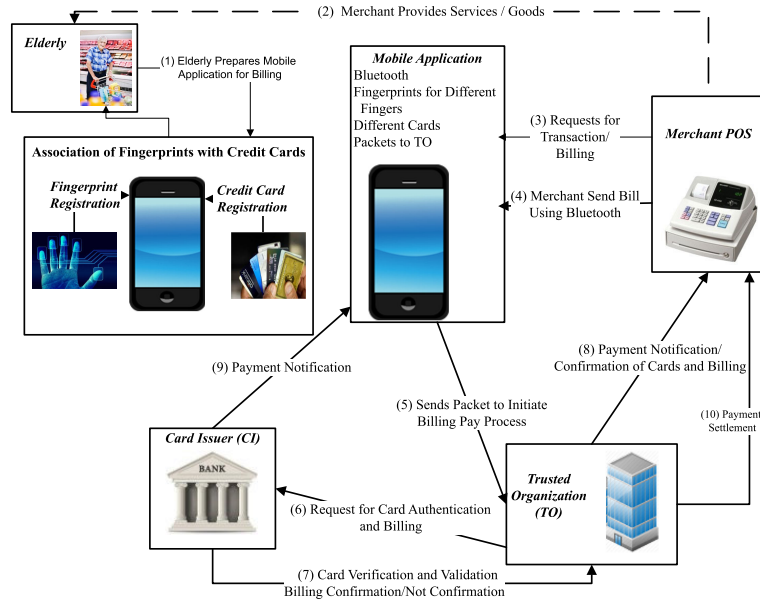 (2) Merchant Provides Services / Goods
Elderly
(1) Elderly Prepares Mobile
Application for Billing
Association of Fingerprints with Credit Cards
Fingerprint
Registration
Credit Card
Registration
Mobile Application
Bluetooth
Fingerprints for Different
Fingers
Different Cards
Packets to TO
(3) Requests for
Transaction/
Billing
(4) Merchant Send Bill
Using Bluetooth
Merchant POS
(9) Payment Notification
(8) Payment Notification/
Confirmation of Cards and Billing
(5) Sends Packet to Initiate
Billing Pay Process
(10) Payment
Settlement
Card Issuer (CI)
BANK
(6) Request for Card Authentication
and Billing
Trusted
Organization
(TO)
(7) Card Verification and Validation
Billing Confirmation/Not Confirmation